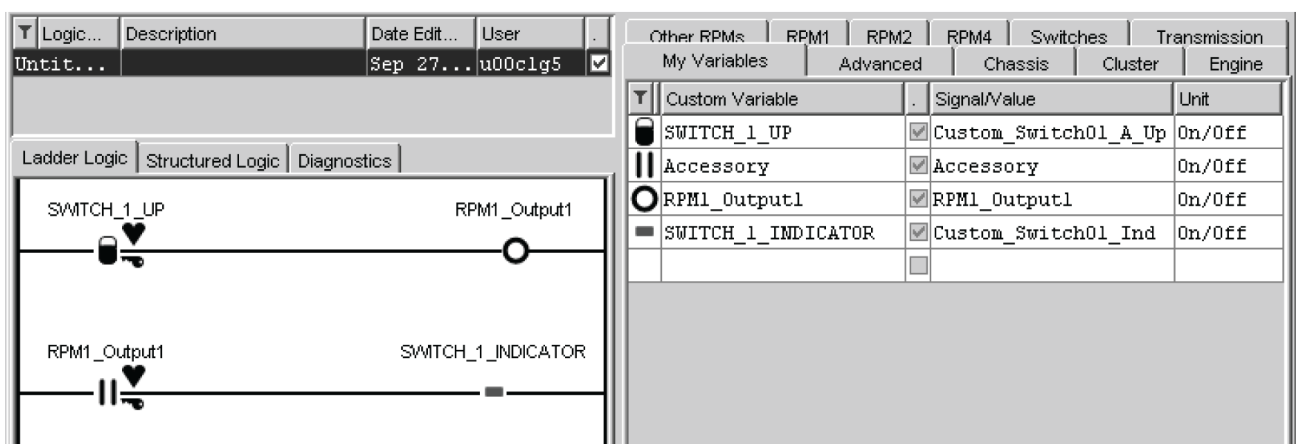 Logic... Description Date Edit... User .
Untit... Sep 27... u00clg5
Ladder Logic Structured Logic Diagnostics
SWITCH_1_UP RPM1_Output1
RPM1_Output1 SWITCH_1_INDICATOR
Other RPMs RPM1 RPM2 RPM4 Switches Transmission
My Variables Advanced Chassis Cluster Engine
Custom Variable . Signal/Value Unit
SWITCH_1_UP Custom_Switch01_A_Up On/Off
Accessory Accessory On/Off
RPM1_Output1 RPM1_Output1 On/Off
SWITCH_1_INDICATOR Custom_Switch01_Ind On/Off